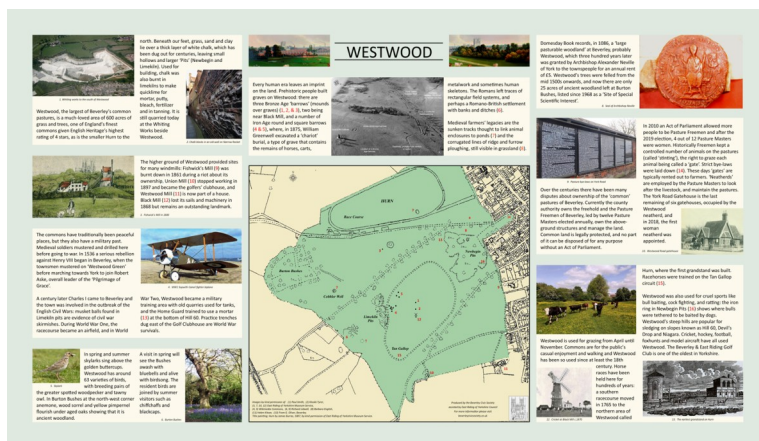 WESTWOOD
1. Whiting works to the south of Westwood
Westwood, the largest of Beverley's common
pastures, is a much-loved area of 600 acres of
grass and trees, one of England's finest
commons given English Heritage's highest
rating of 4 stars, as is the smaller Hurn to the
north. Beneath our feet, grass, sand and clay
lie over a thick layer of white chalk, which has
been dug out for centuries, leaving small
hollows and larger 'Pits' (Newbegin and
Limekiln). Used for
building, chalk was
also burnt in
limekilns to make
quicklime for
mortar, putty,
bleach, fertilizer
and tanning. It is
still quarried today
at the Whiting
Works beside
Westwood.
The higher ground of Westwood provided sites
for many windmills: Fishwick's Mill (9) was
burnt down in 1861 during a riot about its
ownership, Union Mill (10) stopped working in
1897 and became the golfers' clubhouse, and
Westwood Mill (11) is now part of a house.
Black Mill (12) lost its sails and machinery in
1868 but remains an outstanding landmark.
The commons have traditionally been peaceful
places, but they also have a military past.
Medieval soldiers mustered and drilled here
before going to war. In 1536 a serious rebellion
against Henry VIII began in Beverley, when the
townsmen mustered on 'Westwood Green'
before marching towards York to join Robert
Aske, overall leader of the 'Pilgrimage of
Grace'.
A century later Charles I came to Beverley and
the town was involved in the outbreak of the
English Civil Wars: musket balls found in
Limekiln pits are evidence of civil war
skirmishes. During World War One, the
racecourse became an airfield, and in World
War Two, Westwood became a military
training area with old quarries used for tanks,
and the Home Guard trained to use a mortar
(13) at the bottom of Hill 60. Practice trenches
dug east of the Golf Clubhouse are World War
survivals.
In spring and summer
skylarks sing above the
golden buttercups.
Westwood has around
63 varieties of birds,
with breeding pairs of
the greater spotted woodpecker and tawny
owl. In Burton Bushes at the north-west corner
anemone, wood sorrel and yellow pimpernel
flourish under aged oaks showing that it is
ancient woodland.
A visit in spring will
see the Bushes
awash with
bluebells and alive
with birdsong. The
resident birds are
joined by summer
visitors such as
chiffchaffs and
blackcaps.
Every human era leaves an imprint
on the land. Prehistoric people built
graves on Westwood: there are
three Bronze Age 'barrows' (mounds
over graves) (1, 2, & 3), two being
near Black Mill, and a number of
Iron Age round and square barrows
(4 & 5), where, in 1875, William
Greenwell excavated a 'chariot'
burial, a type of grave that contains
the remains of horses, carts,
metalwork and sometimes human
skeletons. The Romans left traces of
rectangular field systems, and
perhaps a Romano-British settlement
with banks and ditches (6).
Medieval farmers' legacies are the
sunken tracks thought to link animal
enclosures to ponds (7) and the
corrugated lines of ridge and furrow
ploughing, still visible in grassland (8).
HURN
Race Course
Burton Bushes
Cobbler Well
Limekiln
Pits
Newbegin
Pits
Tan Gallop
Domesday Book records, in 1086, a 'large
pasturable woodland' at Beverley, probably
Westwood, which three hundred years later
was granted by Archbishop Alexander Neville
of York to the townspeople for an annual rent
of £5. Westwood's trees were felled from the
mid 1500s onwards, and now there are only
25 acres of ancient woodland left at Burton
Bushes, listed since 1968 as a 'Site of Special
Scientific Interest'.
In 2010 an Act of Parliament allowed more
people to be Pasture Freemen and after the
2019 election, 4 out of 12 Pasture Masters
were women. Historically Freemen kept a
controlled number of animals on the pastures
(called 'stinting'), the right to graze each
animal being called a 'gate'. Strict bye-laws
were laid down (14). These days 'gates' are
typically rented out to farmers. 'Neatherds'
are employed by the Pasture Masters to look
after the livestock, and maintain the pastures.
The York Road Gatehouse is the last
remaining of six gatehouses, occupied by the
Westwood
neatherd, and
in 2018, the first
woman
neatherd was
appointed.
Over the centuries there have been many
disputes about ownership of the 'common'
pastures of Beverley. Currently the county
authority owns the freehold and the Pasture
Freemen of Beverley, led by twelve Pasture
Masters elected annually, own the above-
ground structures and manage the land.
Common land is legally protected, and no part
of it can be disposed of for any purpose
without an Act of Parliament.
Hurn, where the first grandstand was built.
Racehorses were trained on the Tan Gallop
circuit (15).
Westwood was also used for cruel sports like
bull baiting, cock fighting, and ratting: the iron
ring in Newbegin Pits (16) shows where bulls
were tethered to be baited by dogs.
Westwood's steep hills are popular for
sledging on slopes known as Hill 60, Devil's
Drop and Niagara. Cricket, hockey, football,
foxhunts and model aircraft have all used
Westwood. The Beverley & East Riding Golf
Club is one of the oldest in Yorkshire.
Westwood is used for grazing from April until
November. Commons are for the public's
casual enjoyment and walking and Westwood
has been so used since at least the 18th
century. Horse
races have been
held here for
hundreds of years:
a southern
racecourse moved
in 1765 to the
northern area of
Westwood called